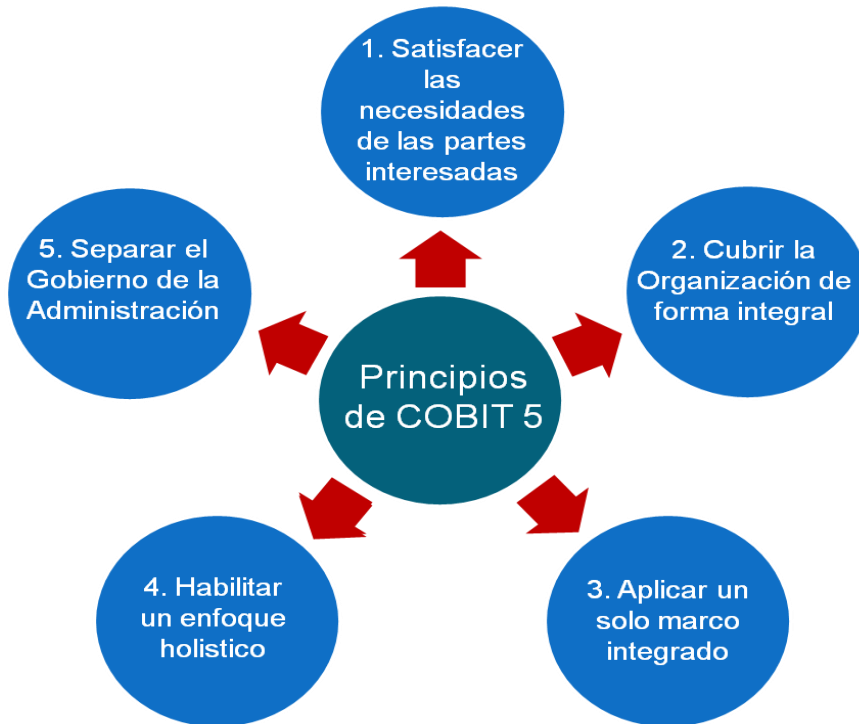 1. Satisfacer
las
necesidades
de las partes
interesadas
2. Cubrir la
Organización de
forma integral
3. Aplicar un
solo marco
integrado
4. Habilitar
un enfoque
holistico
5. Separar el
Gobierno de la
Administración
Principios
de COBIT 5